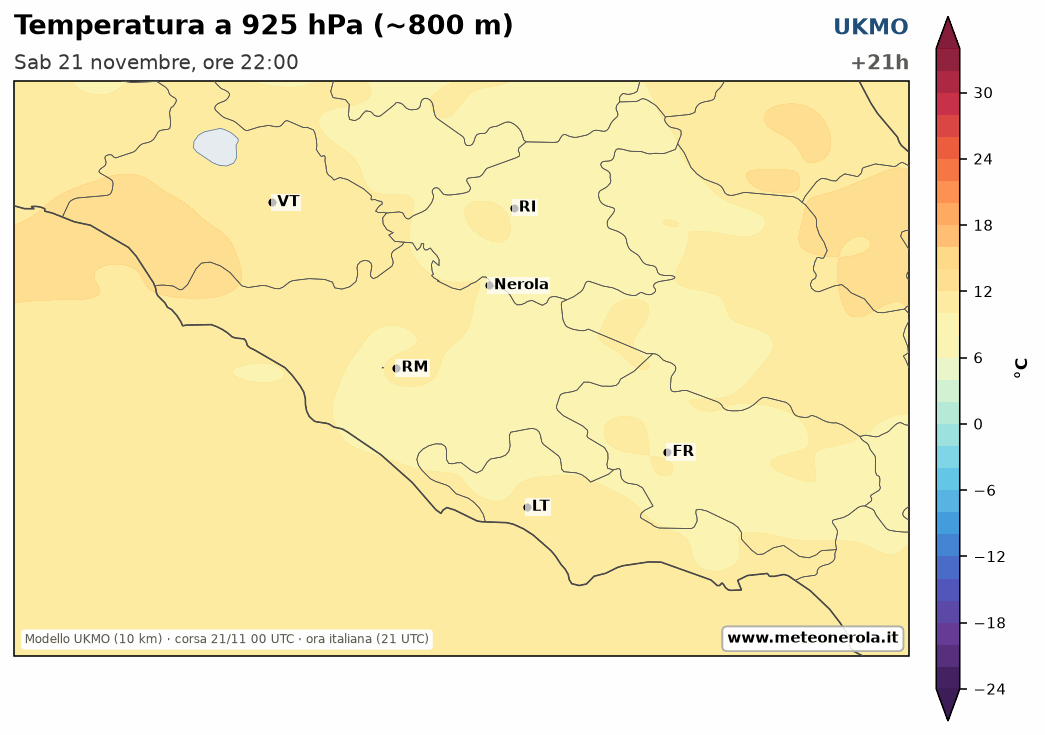 Temperatura a 925 hPa (~800 m)
UKMO
Sab 21 novembre, ore 22:00
+21h
VT
RI
Nerola
RM
FR
LT
30
24
18
12
6
0
−6
−12
−18
−24
°C
Modello UKMO (10 km) · corsa 21/11 00 UTC · ora italiana (21 UTC)
www.meteonerola.it